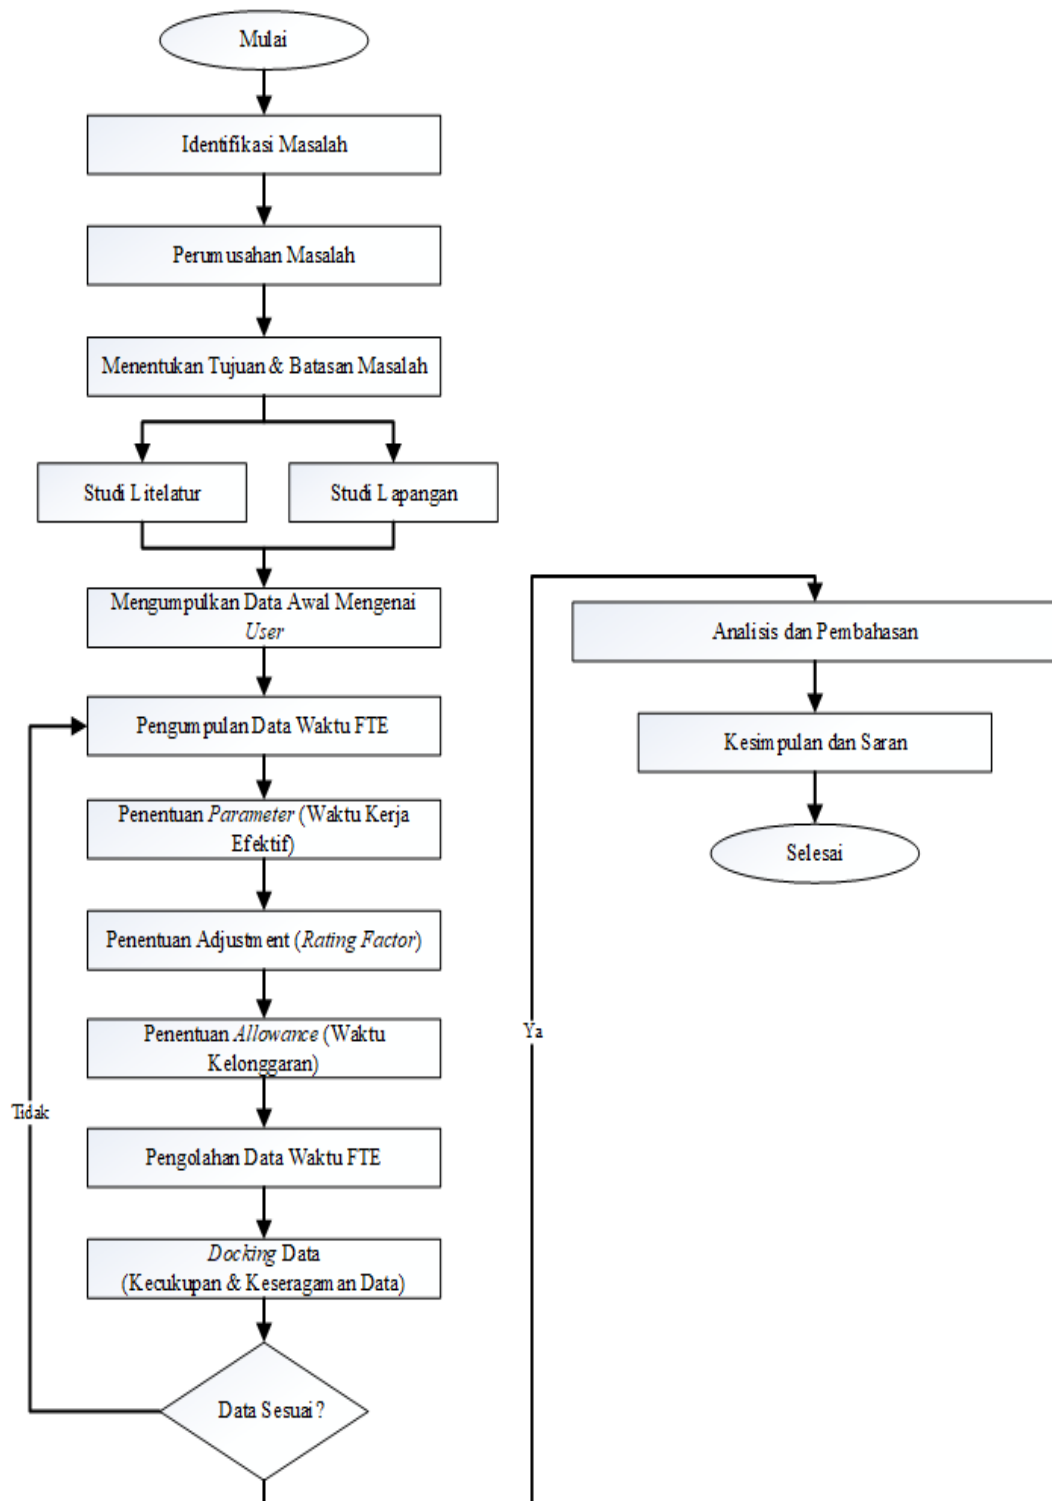 Mulai
Identifikasi Masalah
Perumusahan Masalah
Menentukan Tujuan & Batasan Masalah
Studi Litelatur
Studi Lapangan
Mengumpulkan Data Awal Mengenai
User
Pengumpulan Data Waktu FTE
Penentuan Parameter (Waktu Kerja
Efektif)
Penentuan Adjustment (Rating Factor)
Penentuan Allowance (Waktu
Kelonggaran)
Tidak
Pengolahan Data Waktu FTE
Docking Data
(Kecukupan & Keseragaman Data)
Data Sesuai?
Ya
Analisis dan Pembahasan
Kesimpulan dan Saran
Selesai